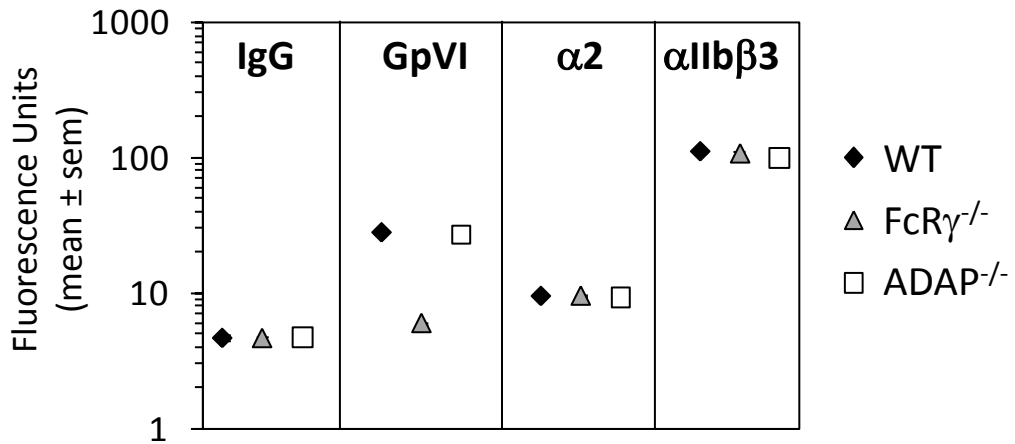 Fluorescence Units
(mean ± sem)
1000
100
10
1
IgG
GpVI
α2
αIIbβ3
WT
FcRγ-/-
ADAP-/-